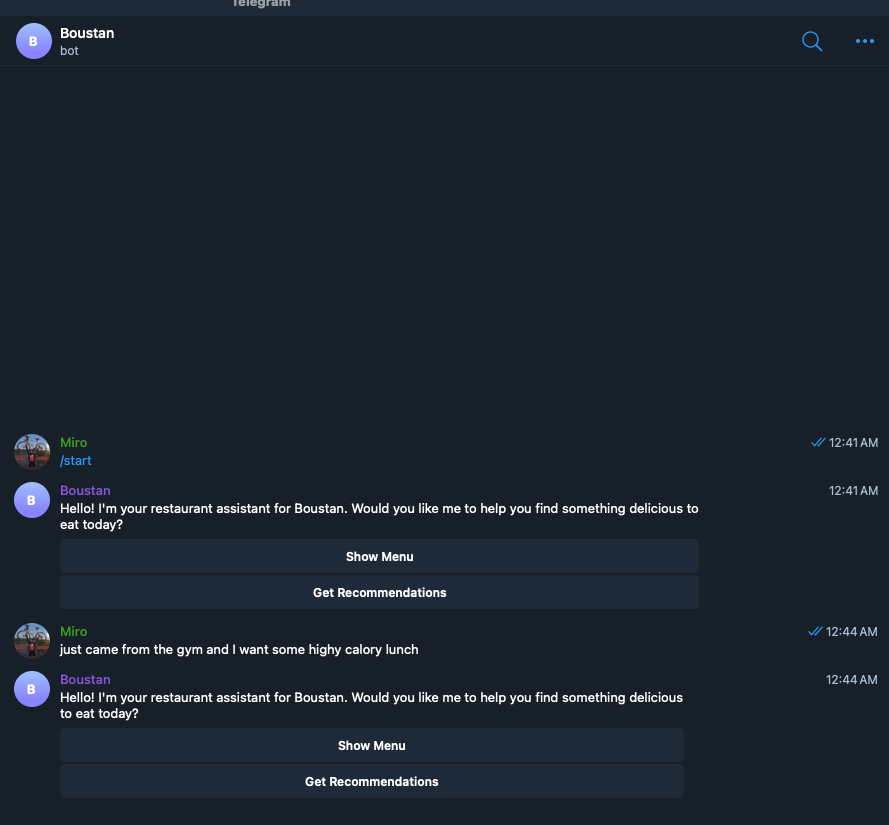 Telegram
B
Boustan
bot
Miro
12:41 AM
/start
B
Boustan
12:41 AM
Hello! I'm your restaurant assistant for Boustan. Would you like me to help you find something delicious to
eat today?
Show Menu
Get Recommendations
Miro
12:44 AM
just came from the gym and I want some highy calory lunch
B
Boustan
12:44 AM
Hello! I'm your restaurant assistant for Boustan. Would you like me to help you find something delicious
to eat today?
Show Menu
Get Recommendations